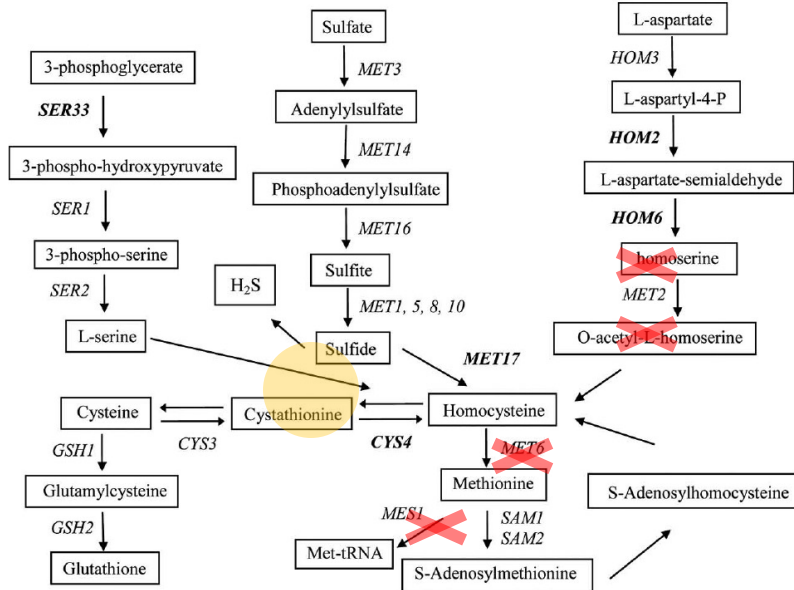 Sulfate
L-aspartate
MET3
HOM3
3-phosphoglycerate
Adenylylsulfate
L-aspartyl-4-P
SER33
MET14
HOM2
3-phospho-hydroxypyruvate
Phosphoadenylylsulfate
L-aspartate-semialdehyde
SER1
MET16
HOM6
3-phospho-serine
Sulfite
homoserine
SER2
H₂S
MET1, 5, 8, 10
MET2
L-serine
Sulfide
MET17
O-acetyl-L-homoserine
Cysteine
Cystathionine
Homocysteine
CYS3
CYS4
GSH1
MET6
Glutamylcysteine
Methionine
S-Adenosylhomocysteine
GSH2
MES1
SAM1
SAM2
Glutathione
Met-tRNA
S-Adenosylmethionine